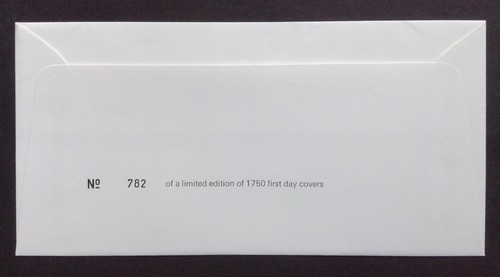 Nº 782 of a limited edition of 1750 first day covers